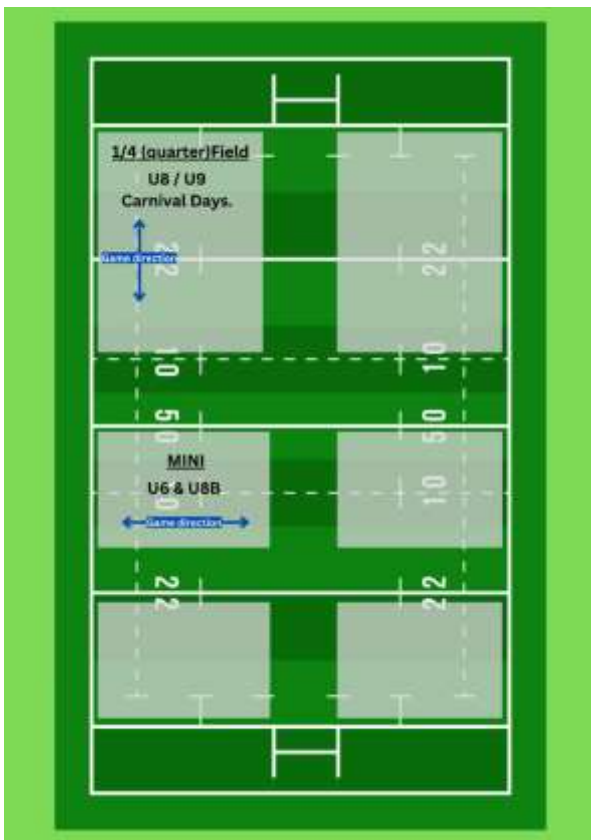 1/4 (quarter)Field
U8 / U9
Carnival Days.
Game direction
22
22
10
10
50
50
MINI
U6 & U8B
10
10
Game direction
22
22